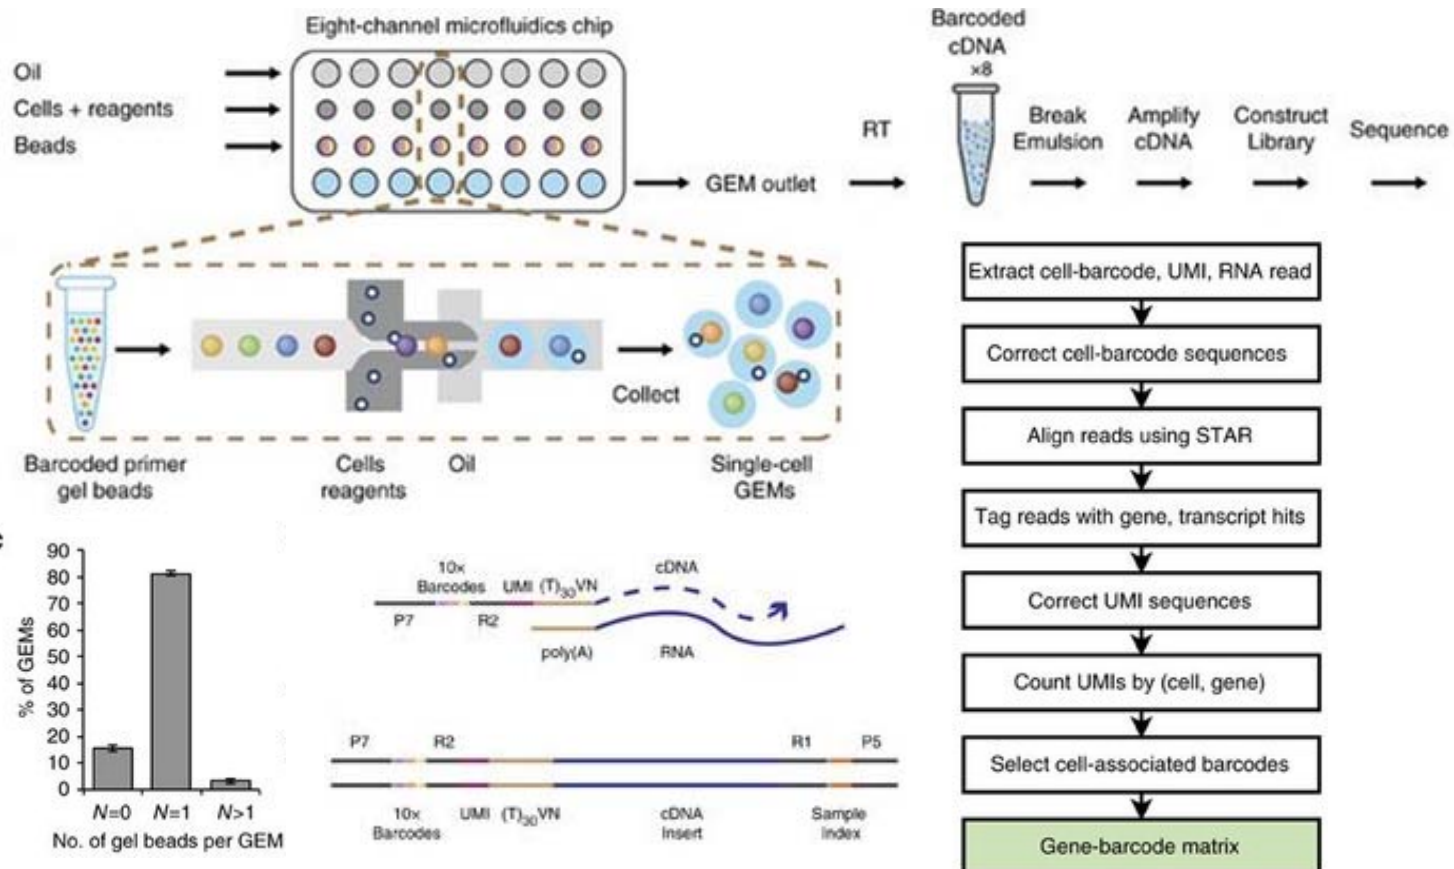 Eight-channel microfluidics chip
Oil
Cells + reagents
Beads
GEM outlet
RT
Barcoded
cDNA
×8
Break
Emulsion
Amplify
cDNA
Construct
Library
Sequence
Collect
Barcoded primer
gel beads
Cells
reagents
Oil
Single-cell
GEMs
Extract cell-barcode, UMI, RNA read
Correct cell-barcode sequences
Align reads using STAR
Tag reads with gene, transcript hits
Correct UMI sequences
Count UMIs by (cell, gene)
Select cell-associated barcodes
Gene-barcode matrix
% of GEMs
90
80
70
60
50
40
30
20
10
0
N=0 N=1 N>1
No. of gel beads per GEM
10×
Barcodes UMI (T)30VN
cDNA
P7 R2
poly(A) RNA
P7 R2 R1 P5
10×
Barcodes
UMI (T)30VN
cDNA
Insert
Sample
Index